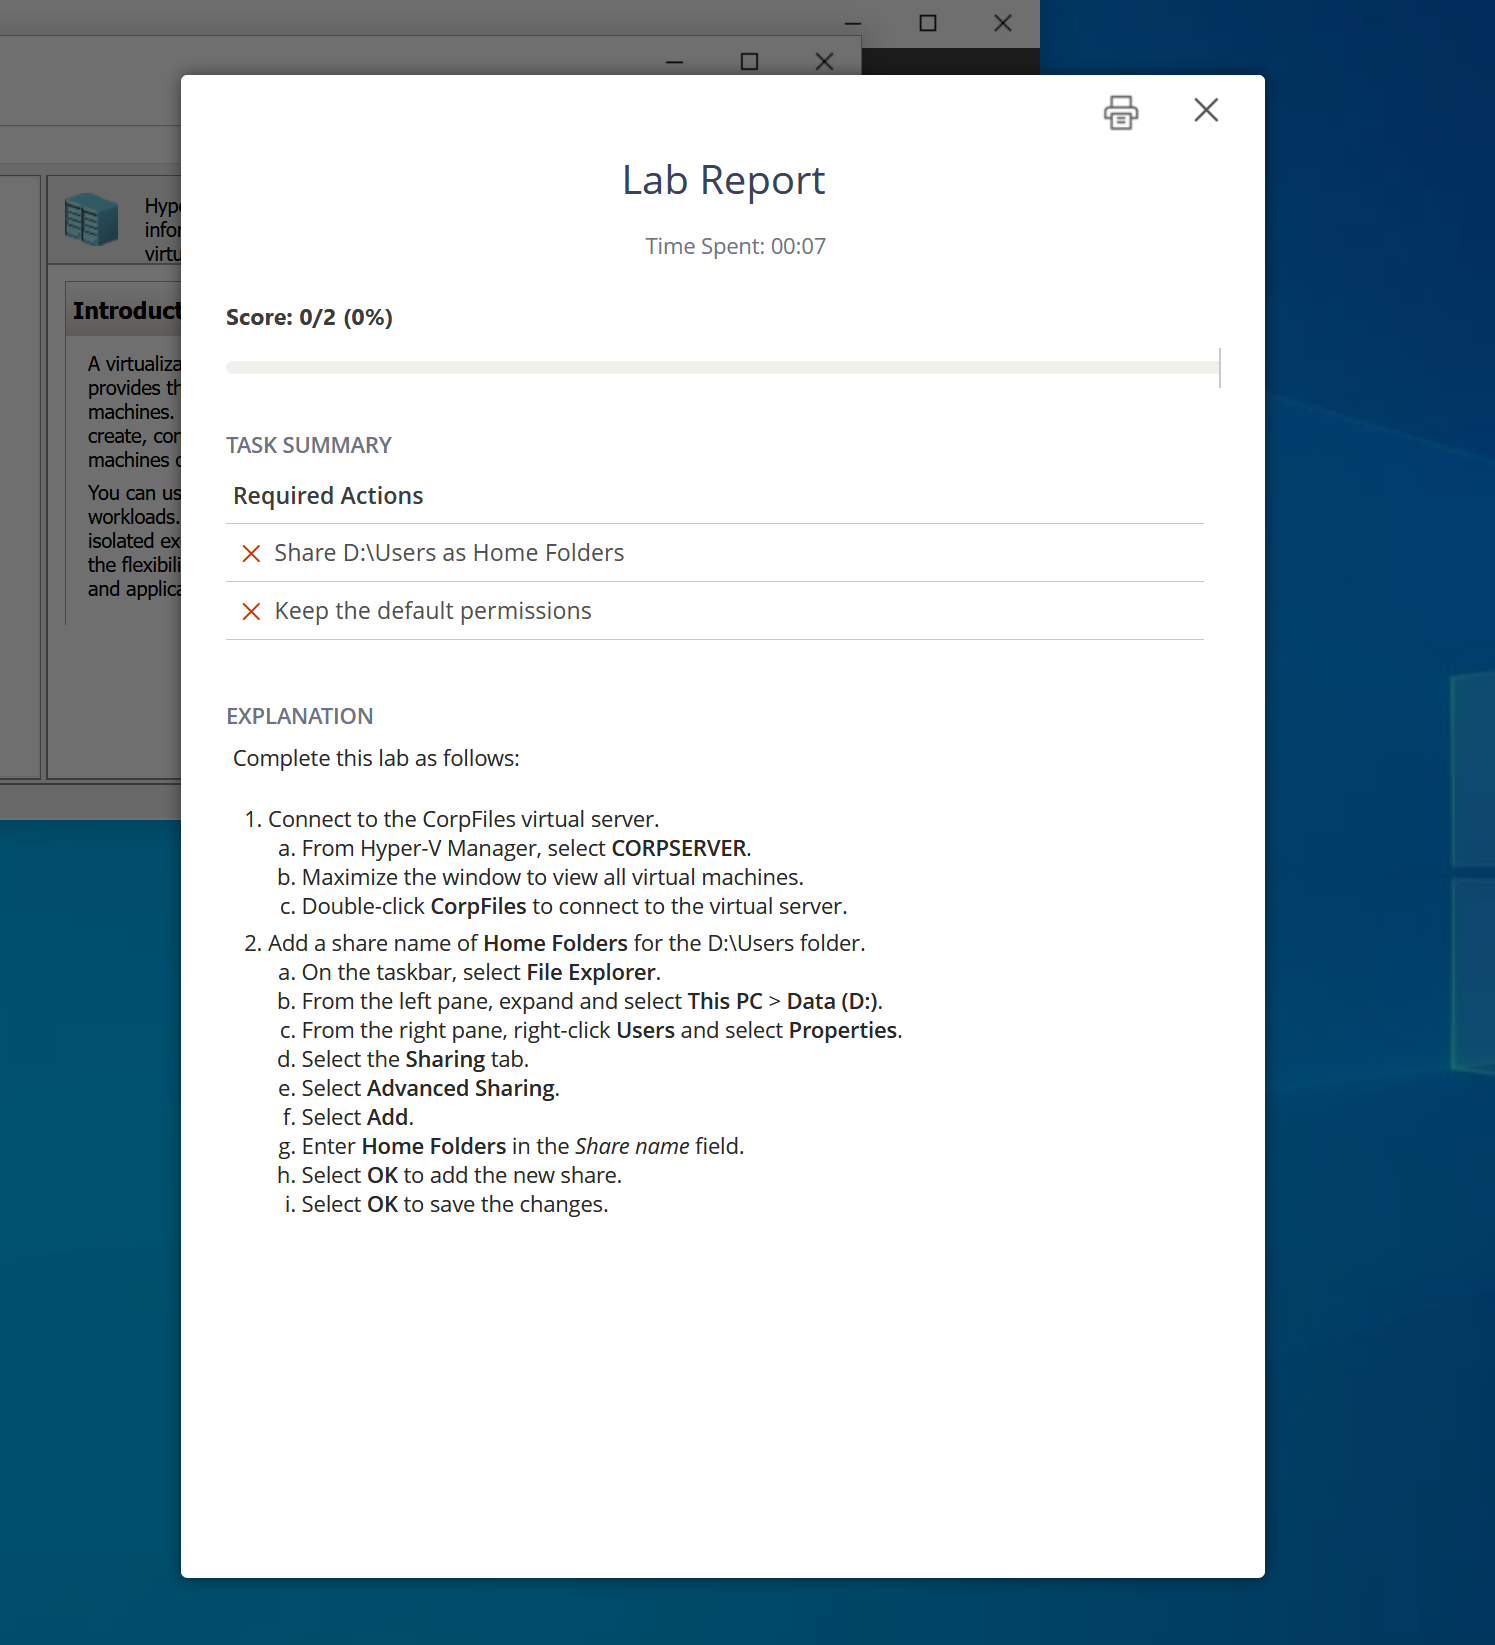 Lab Report
Time Spent: 00:07
Score: 0/2 (0%)
TASK SUMMARY
Required Actions
Share D:\Users as Home Folders
Keep the default permissions
EXPLANATION
Complete this lab as follows:
1. Connect to the CorpFiles virtual server.
a. From Hyper-V Manager, select CORPSERVER.
b. Maximize the window to view all virtual machines.
c. Double-click CorpFiles to connect to the virtual server.
2. Add a share name of Home Folders for the D:\Users folder.
a. On the taskbar, select File Explorer.
b. From the left pane, expand and select This PC > Data (D:).
c. From the right pane, right-click Users and select Properties.
d. Select the Sharing tab.
e. Select Advanced Sharing.
f. Select Add.
g. Enter Home Folders in the Share name field.
h. Select OK to add the new share.
i. Select OK to save the changes.
Hype
infor
virtu
Introduct
A virtualiza
provides th
machines.
create, con
machines
You can us
workloads.
isolated ex
the flexibili
and applica